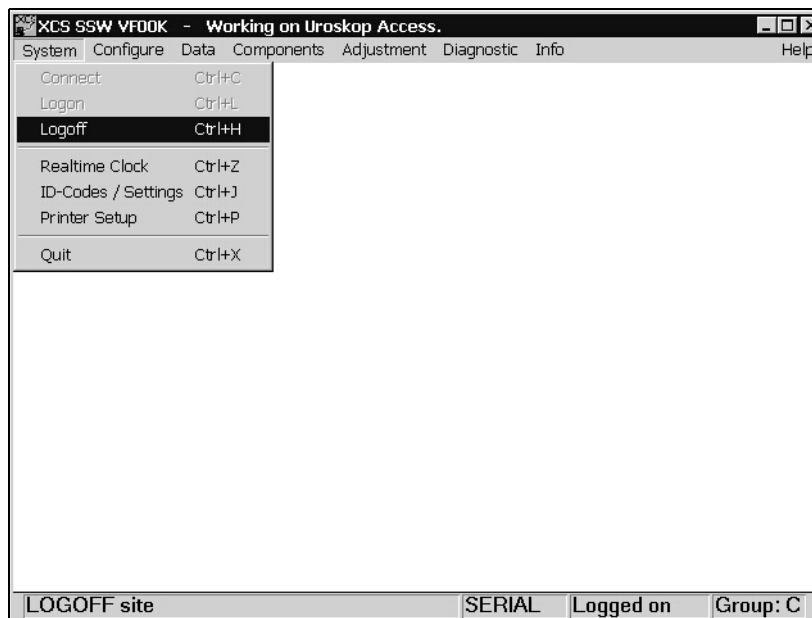 XCS SSW VF00K - Working on Uroskop Access.
System Configure Data Components Adjustment Diagnostic Info Help
Connect Ctrl+C
Logon Ctrl+L
Logoff Ctrl+H
Realtime Clock Ctrl+Z
ID-Codes / Settings Ctrl+J
Printer Setup Ctrl+P
Quit Ctrl+X
LOGOFF site SERIAL Logged on Group: C